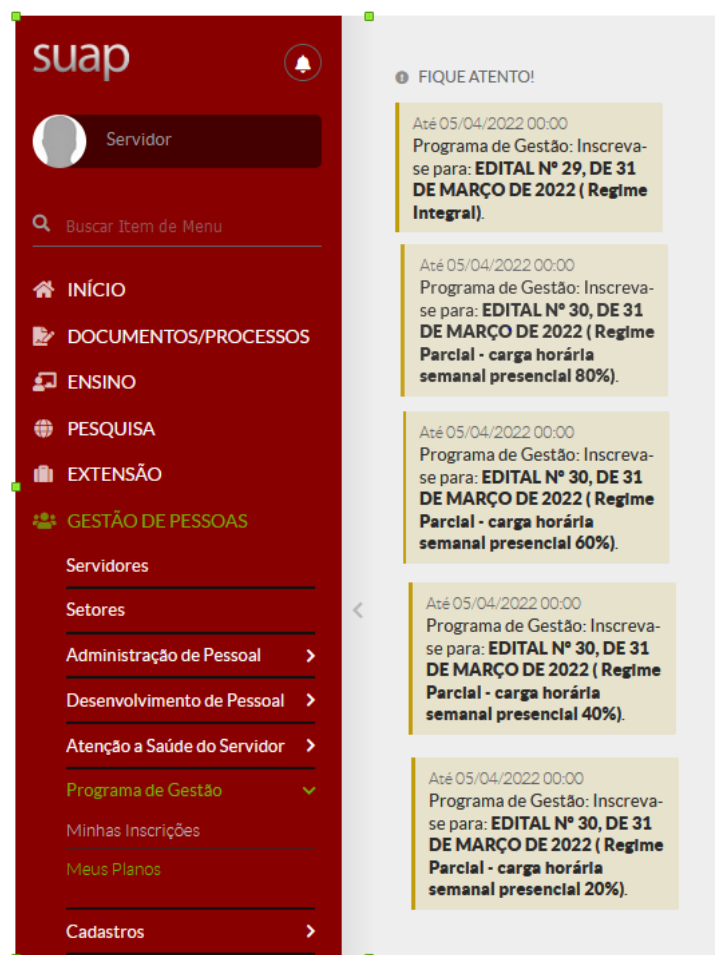 suap
Servidor
Buscar Item de Menu
INÍCIO
DOCUMENTOS/PROCESSOS
ENSINO
PESQUISA
EXTENSÃO
GESTÃO DE PESSOAS
Servidores
Setores
Administração de Pessoal
Desenvolvimento de Pessoal
Atenção a Saúde do Servidor
Programa de Gestão
Minhas Inscrições
Meus Planos
Cadastros
FIQUE ATENTO!
Até 05/04/2022 00:00
Programa de Gestão: Inscreva-
se para: EDITAL Nº 29, DE 31
DE MARÇO DE 2022 ( Regime
Integral).
Até 05/04/2022 00:00
Programa de Gestão: Inscreva-
se para: EDITAL Nº 30, DE 31
DE MARÇO DE 2022 ( Regime
Parcial - carga horária
semanal presencial 80%).
Até 05/04/2022 00:00
Programa de Gestão: Inscreva-
se para: EDITAL Nº 30, DE 31
DE MARÇO DE 2022 ( Regime
Parcial - carga horária
semanal presencial 60%).
Até 05/04/2022 00:00
Programa de Gestão: Inscreva-
se para: EDITAL Nº 30, DE 31
DE MARÇO DE 2022 ( Regime
Parcial - carga horária
semanal presencial 40%).
Até 05/04/2022 00:00
Programa de Gestão: Inscreva-
se para: EDITAL Nº 30, DE 31
DE MARÇO DE 2022 ( Regime
Parcial - carga horária
semanal presencial 20%).